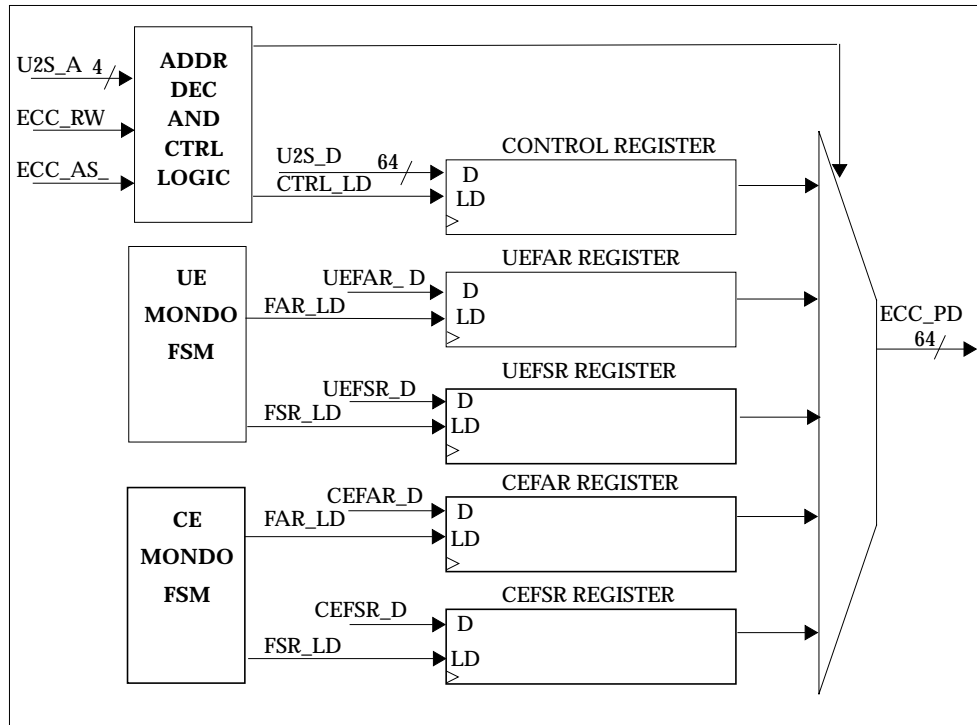 U2S_A 4
ECC_RW
ECC_AS_
ADDR
DEC
AND
CTRL
LOGIC
U2S_D 64
CTRL_LD
CONTROL REGISTER
D
LD
UE
MONDO
FSM
UEFAR_ D
FAR_LD
UEFAR REGISTER
D
LD
UEFSR_D
FSR_LD
UEFSR REGISTER
D
LD
CE
MONDO
FSM
CEFAR_D
FAR_LD
CEFAR REGISTER
D
LD
CEFSR_D
FSR_LD
CEFSR REGISTER
D
LD
ECC_PD
64